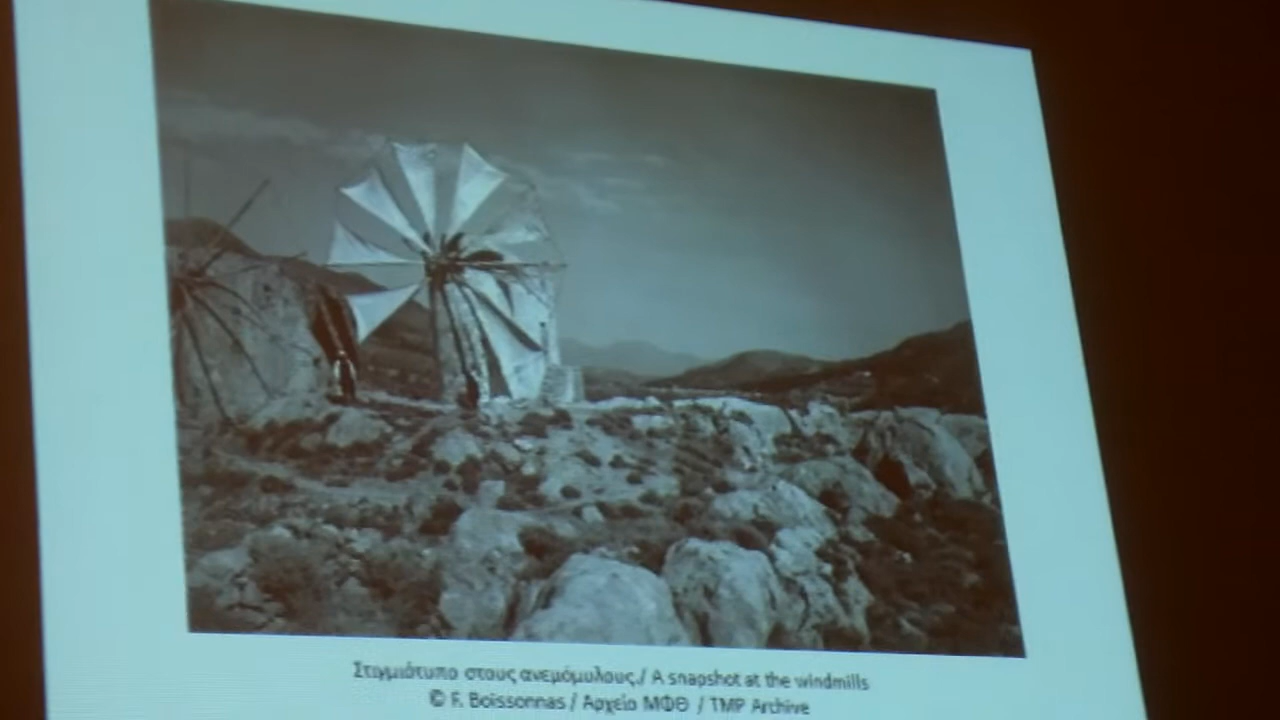 Στιγμιότυπο στους ανεμόμυλους./ A snapshot at the windmills
© F. Boissonnas / Αρχείο ΜΦΘ / TMP Archive